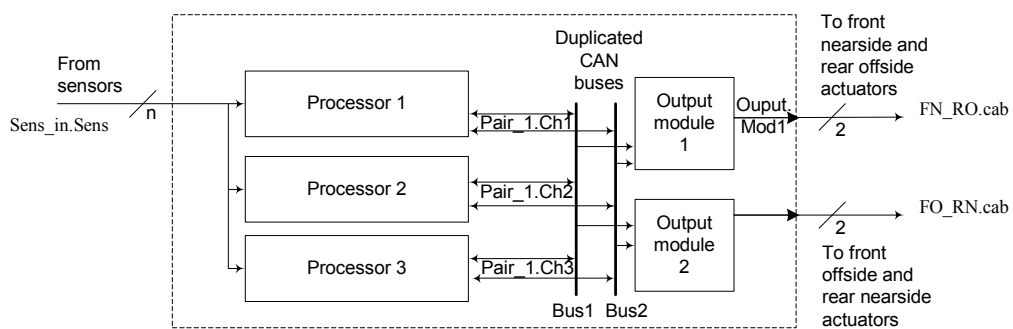 From
sensors
n
Sens_in.Sens
Processor 1
Processor 2
Processor 3
Pair_1.Ch1
Pair_1.Ch2
Pair_1.Ch3
Duplicated
CAN
buses
Bus1
Bus2
Output
module
1
Output
module
2
Ouput.
Mod1
To front
nearside and
rear offside
actuators
2
FN_RO.cab
2
FO_RN.cab
To front
offside and
rear nearside
actuators